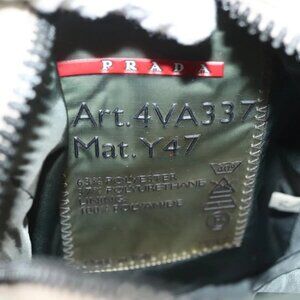 PRADA
Art.4VA337
Mat. Y47
63% POLYESTER
37% POLYURETHANE
LINING
100% POLYAMIDE